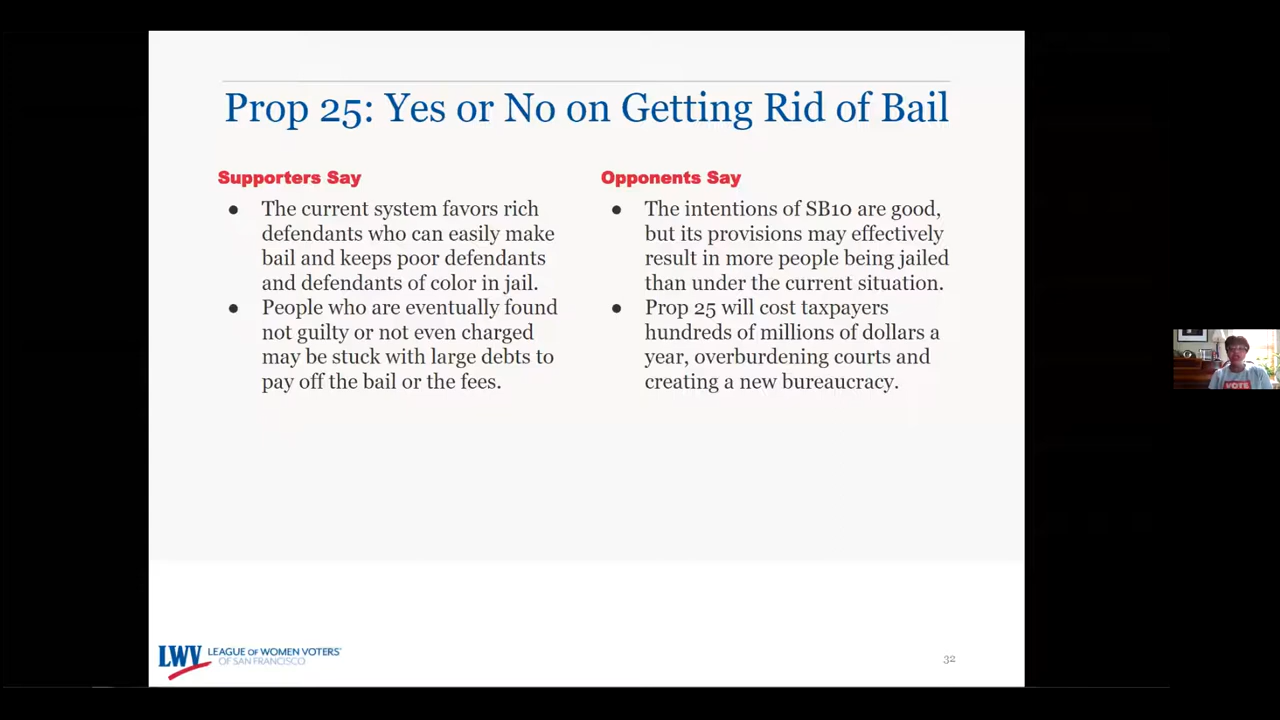 Prop 25: Yes or No on Getting Rid of Bail
Supporters Say
● The current system favors rich
defendants who can easily make
bail and keeps poor defendants
and defendants of color in jail.
● People who are eventually found
not guilty or not even charged
may be stuck with large debts to
pay off the bail or the fees.
Opponents Say
● The intentions of SB10 are good,
but its provisions may effectively
result in more people being jailed
than under the current situation.
● Prop 25 will cost taxpayers
hundreds of millions of dollars a
year, overburdening courts and
creating a new bureaucracy.
LWV LEAGUE OF WOMEN VOTERS®
OF SAN FRANCISCO
32
VOTE